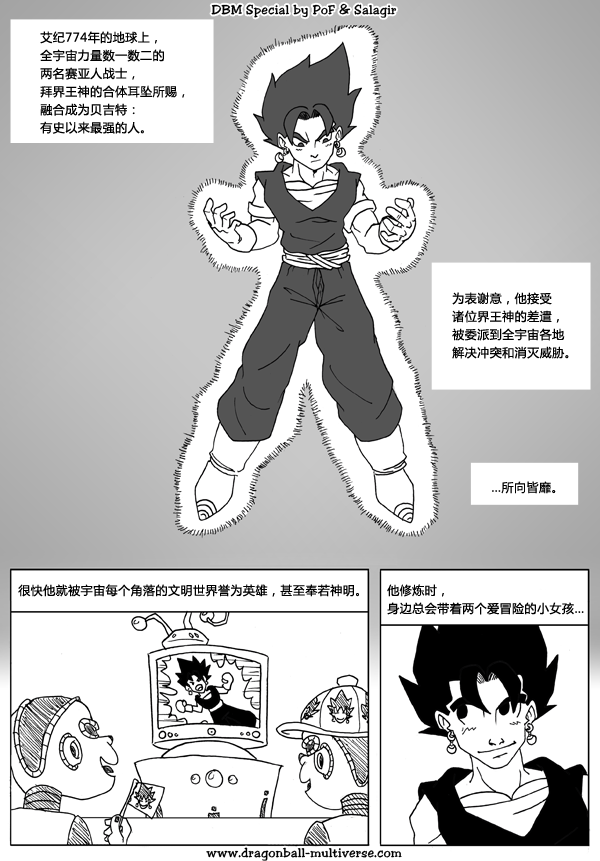 DBM Special by PoF & Salagir
艾纪774年的地球上，
全宇宙力量数一数二的
两名赛亚人战士，
拜界王神的合体耳坠所赐，
融合成为贝吉特：
有史以来最强的人。
为表谢意，他接受
诸位界王神的差遣，
被委派到全宇宙各地
解决冲突和消灭威胁。
...所向皆靡。
很快他就被宇宙每个角落的文明世界誉为英雄，甚至奉若神明。
他修炼时，
身边总会带着两个爱冒险的小女孩...
www.dragonball-multiverse.com